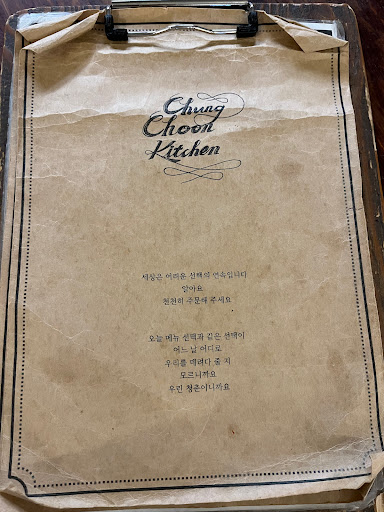 Chung
Choon
Kitchen
세상은 어려운 선택의 연속입니다
알아요
천천히 주문해 주세요
오늘 메뉴 선택과 같은 선택이
어느 날 어디로
우리를 데려다 줄 지
모르니까요
우린 청춘이니까요